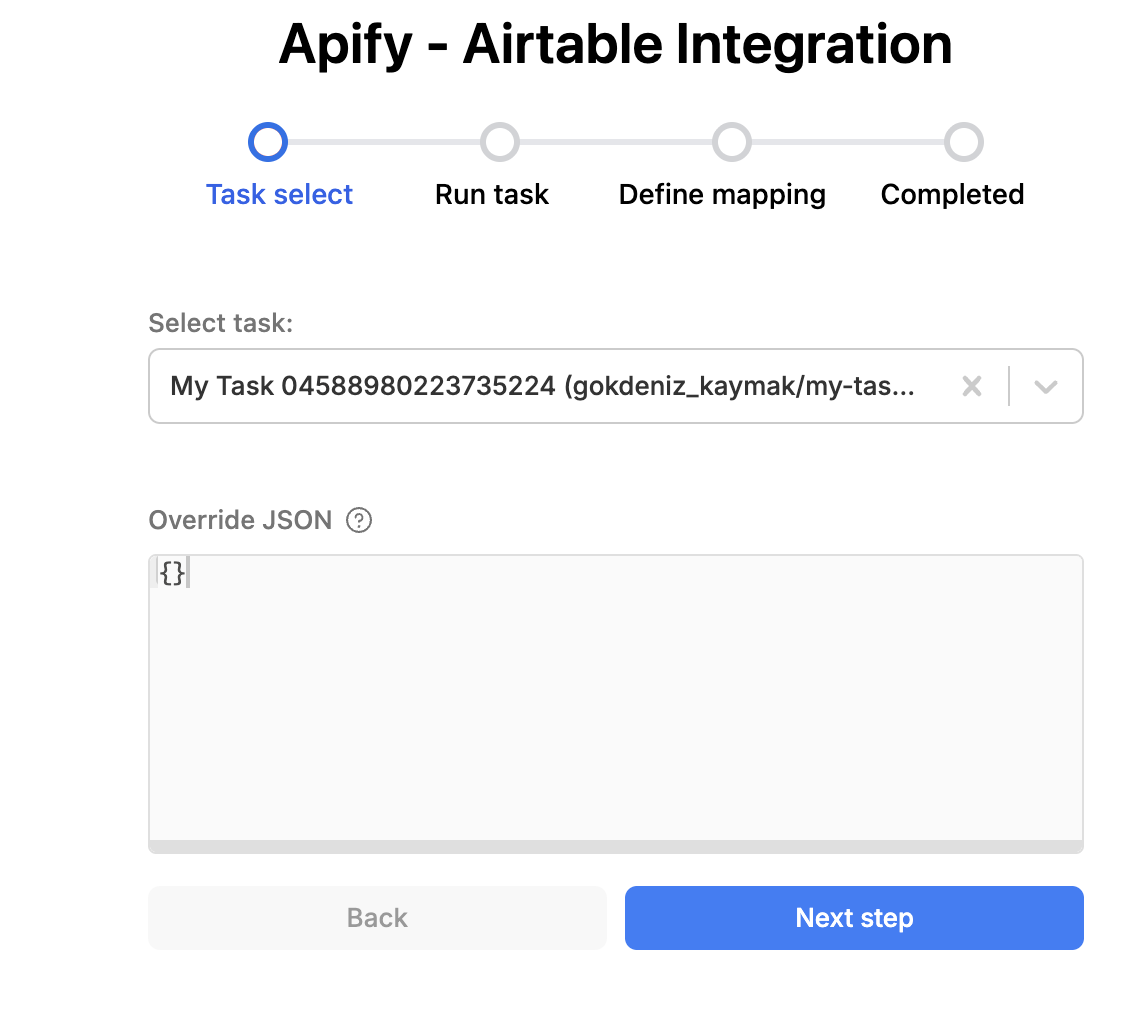 Apify - Airtable Integration
Task select
Run task
Define mapping
Completed
Select task:
My Task 04588980223735224 (gokdeniz_kaymak/my-tas...
Override JSON
{}
Back
Next step